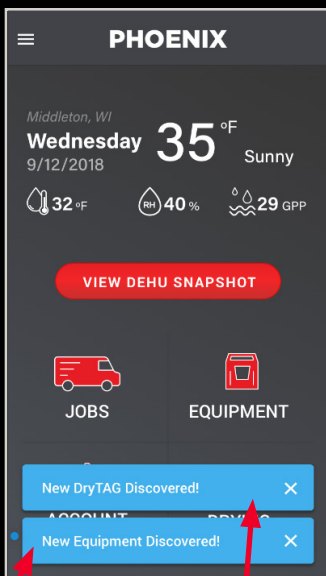 PHOENIX
Middleton, WI
Wednesday
9/12/2018
35 °F
Sunny
32 °F
RH 40 %
29 GPP
VIEW DEHU SNAPSHOT
JOBS
EQUIPMENT
New DryTAG Discovered!
ACCOUNT
New Equipment Discovered!